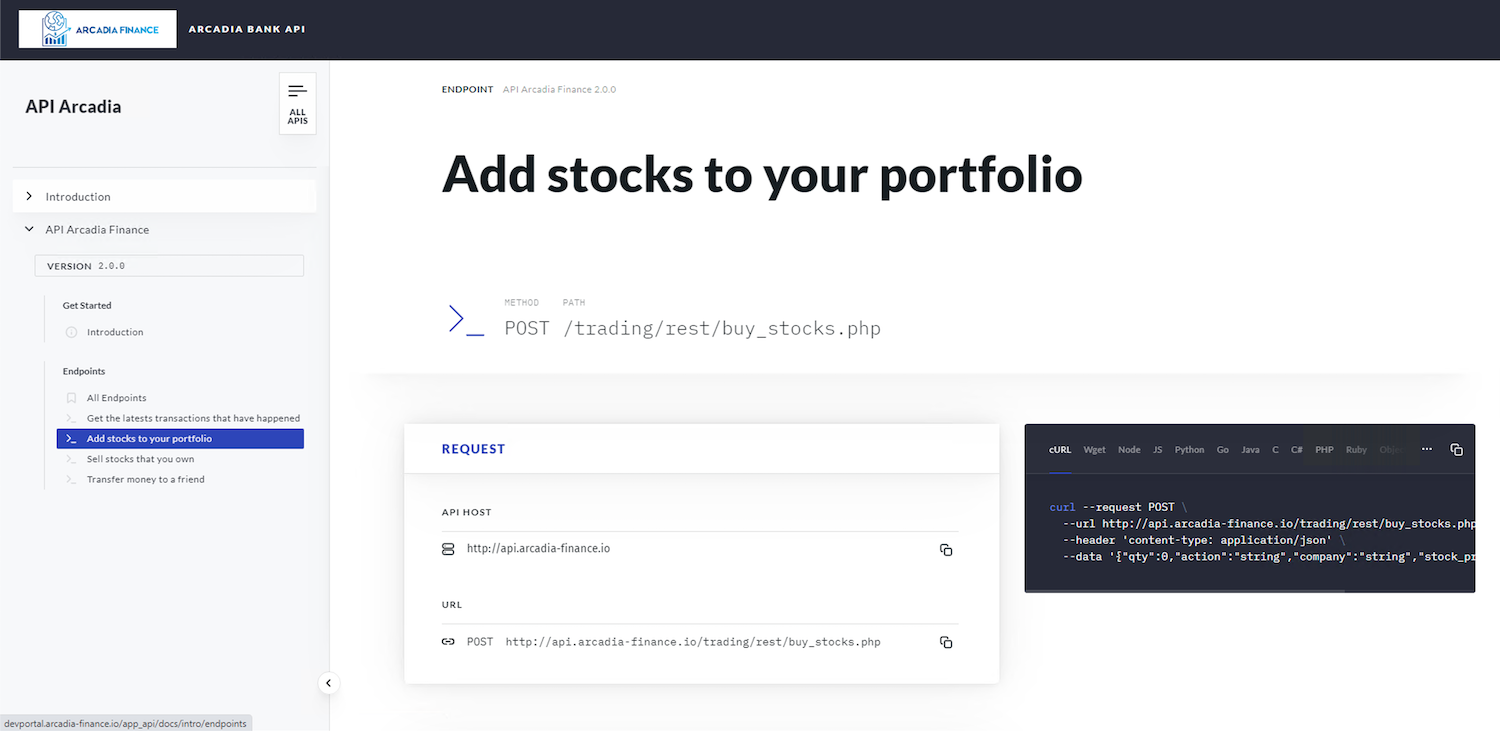 ARCADIA FINANCE
ARCADIA BANK API
API Arcadia
ALL
APIS
Introduction
API Arcadia Finance
VERSION 2.0.0
Get Started
Introduction
Endpoints
All Endpoints
Get the latests transactions that have happened
>_ Add stocks to your portfolio
>_ Sell stocks that you own
>_ Transfer money to a friend
devportal.arcadia-finance.io/app_api/docs/intro/endpoints
ENDPOINT API Arcadia Finance 2.0.0
Add stocks to your portfolio
METHOD PATH
>_ POST /trading/rest/buy_stocks.php
REQUEST
API HOST
http://api.arcadia-finance.io
URL
POST http://api.arcadia-finance.io/trading/rest/buy_stocks.php
cURL Wget Node JS Python Go Java C C# PHP Ruby ...
curl --request POST \
--url http://api.arcadia-finance.io/trading/rest/buy_stocks.php
--header 'content-type: application/json' \
--data '{"qty":0,"action":"string","company":"string","stock_pr